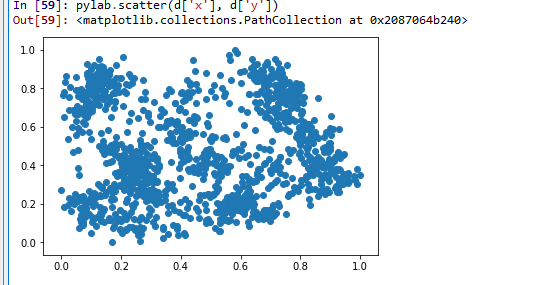 In [59]: pylab.scatter(d['x'], d['y'])
Out[59]: <matplotlib.collections.PathCollection at 0x2087064b240>
1.0
0.8
0.6
0.4
0.2
0.0
0.0 0.2 0.4 0.6 0.8 1.0